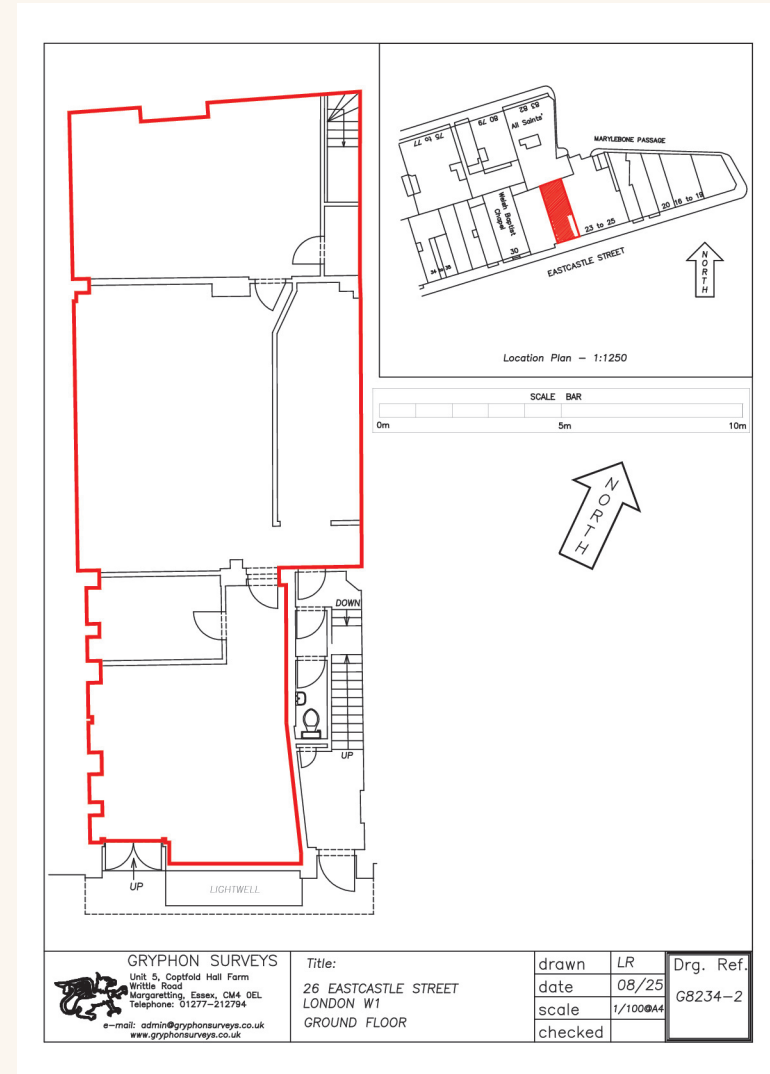 75 to 77
80 79
83 82
All Saints'
MARYLEBONE PASSAGE
Welsh Baptist
Chapel
30
34 to 36
23 to 25
20
16 to 19
EASTCASTLE STREET
NORTH
Location Plan – 1:1250
SCALE BAR
0m
5m
10m
NORTH
DOWN
UP
UP
LIGHTWELL
GRYPHON SURVEYS
Unit 5, Coptfold Hall Farm
Writtle Road
Margaretting, Essex, CM4 0EL
Telephone: 01277–212794
e–mail: admin@gryphonsurveys.co.uk
www.gryphonsurveys.co.uk
Title:
26 EASTCASTLE STREET
LONDON W1
GROUND FLOOR
drawn LR
date 08/25
scale 1/100@A4
checked
Drg. Ref.
G8234–2